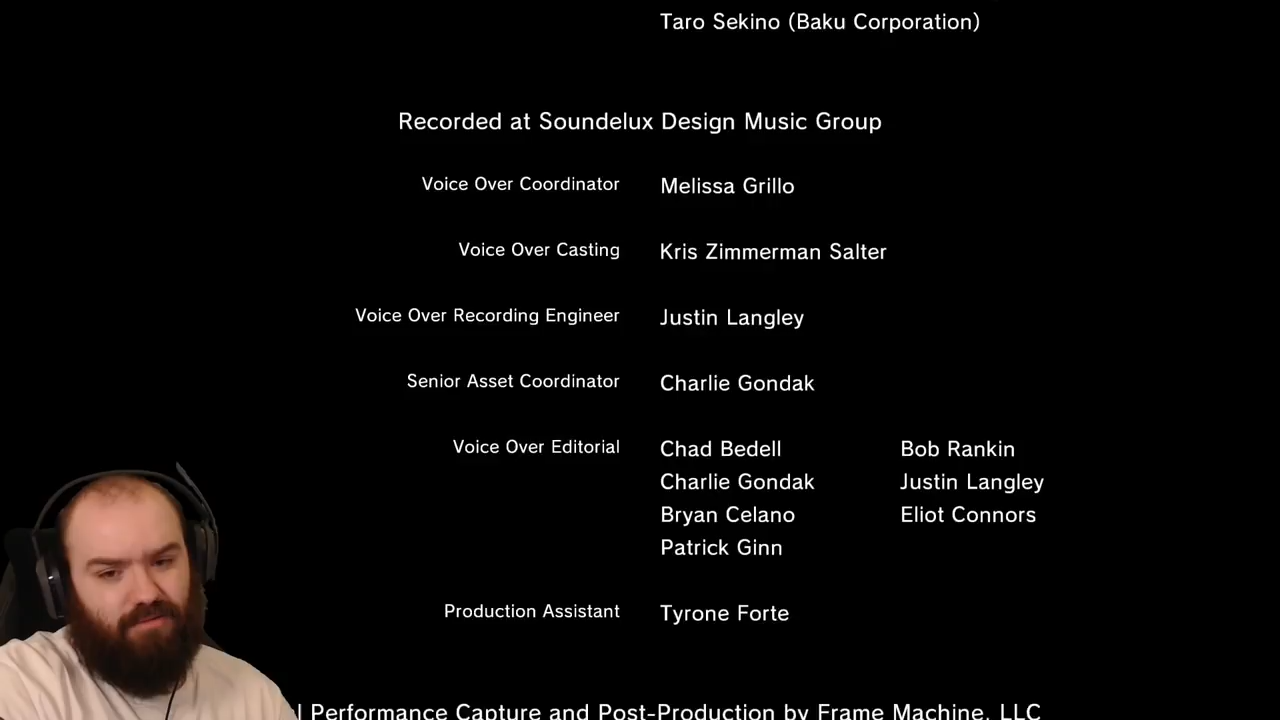 Taro Sekino (Baku Corporation)
Recorded at Soundelux Design Music Group
Voice Over Coordinator Melissa Grillo
Voice Over Casting Kris Zimmerman Salter
Voice Over Recording Engineer Justin Langley
Senior Asset Coordinator Charlie Gondak
Voice Over Editorial Chad Bedell Bob Rankin
Charlie Gondak Justin Langley
Bryan Celano Eliot Connors
Patrick Ginn
Production Assistant Tyrone Forte
Performance Capture and Post-Production by Frame Machine, LLC